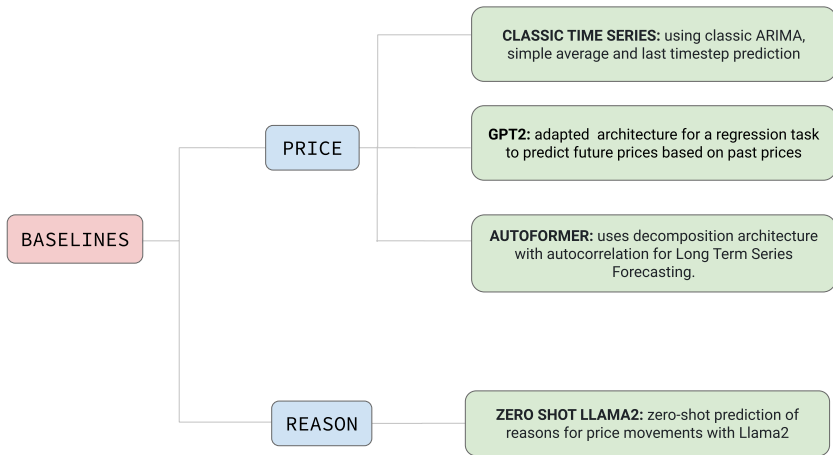 CLASSIC TIME SERIES: using classic ARIMA,
simple average and last timestep prediction
GPT2: adapted architecture for a regression task
to predict future prices based on past prices
PRICE
BASELINES
AUTOFORMER: uses decomposition architecture
with autocorrelation for Long Term Series
Forecasting.
REASON
ZERO SHOT LLAMA2: zero-shot prediction of
reasons for price movements with Llama2